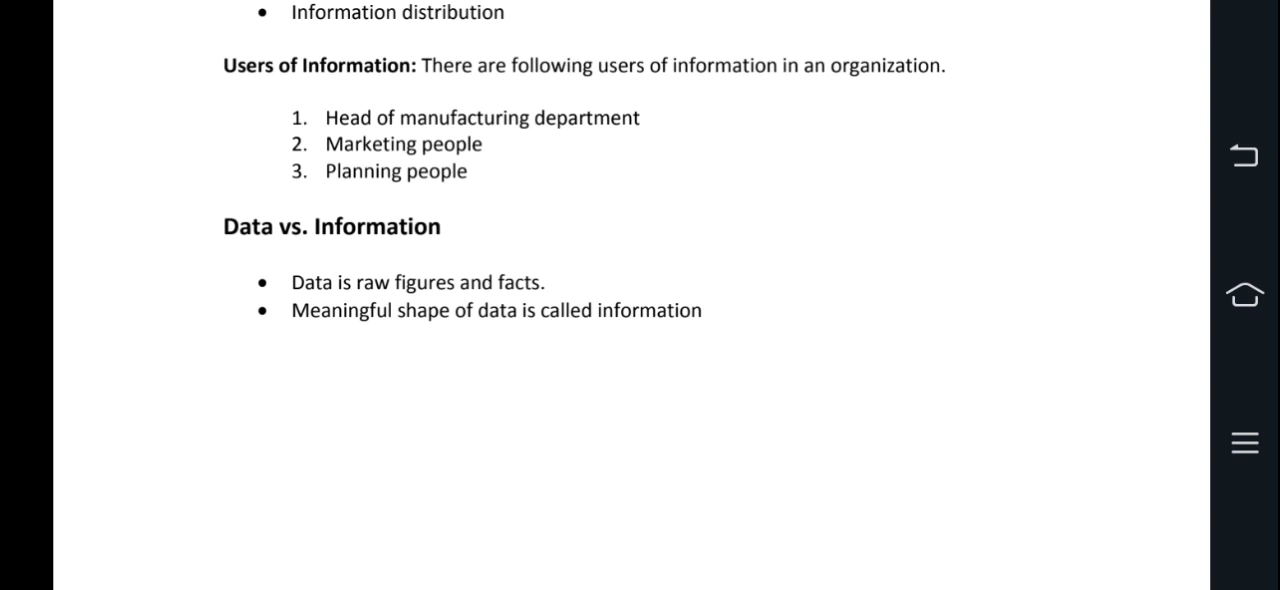 • Information distribution
Users of Information: There are following users of information in an organization.
1. Head of manufacturing department
2. Marketing people
3. Planning people
Data vs. Information
• Data is raw figures and facts.
• Meaningful shape of data is called information